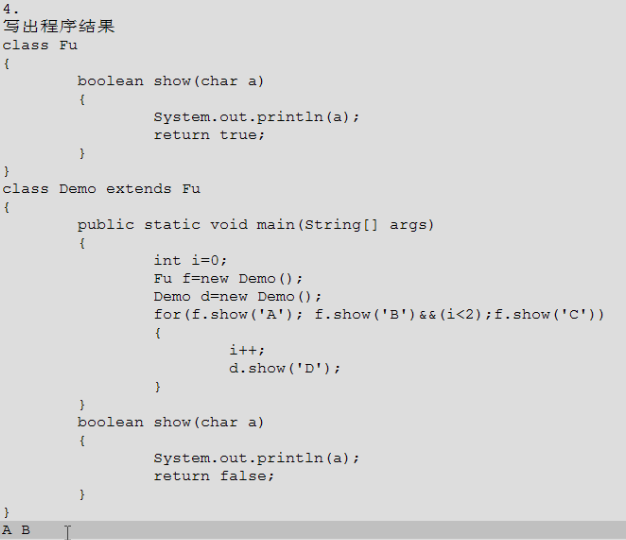 4.
写出程序结果
class Fu
{
boolean show(char a)
{
System.out.println(a);
return true;
}
}
class Demo extends Fu
{
public static void main(String[] args)
{
int i=0;
Fu f=new Demo();
Demo d=new Demo();
for(f.show('A'); f.show('B')&&(i<2);f.show('C'))
{
i++;
d.show('D');
}
}
boolean show(char a)
{
System.out.println(a);
return false;
}
}
A B